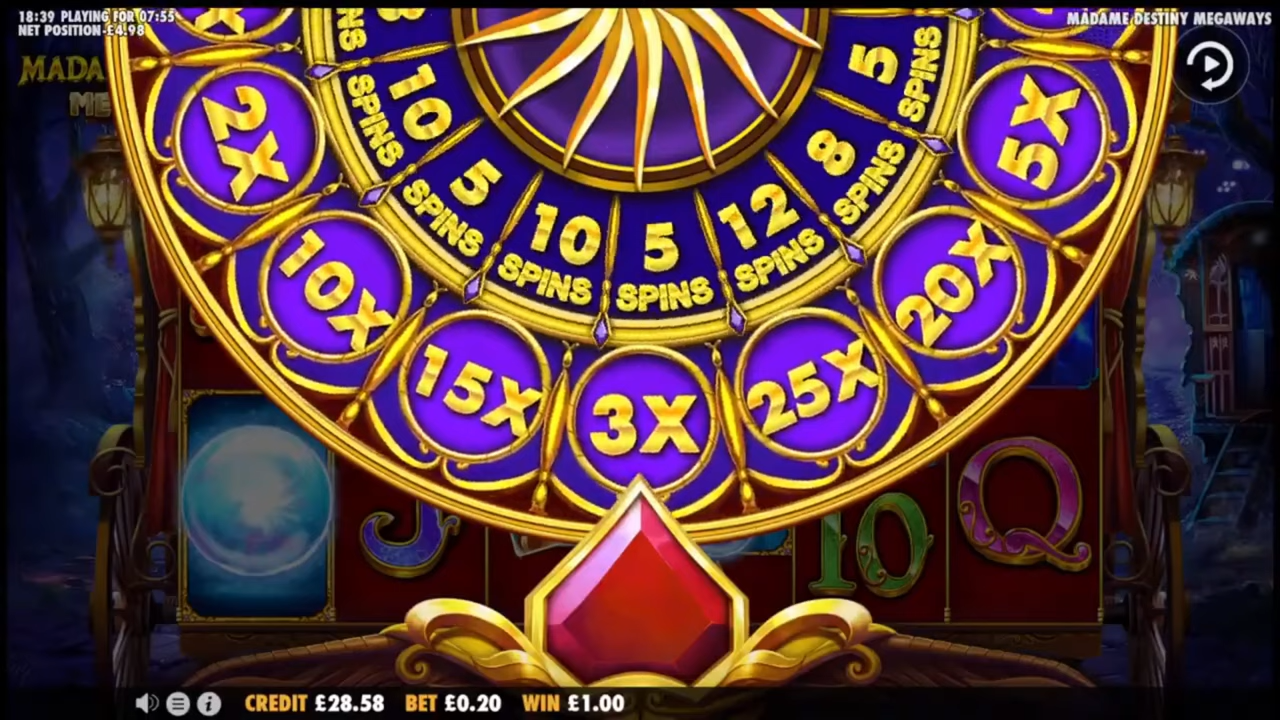 18:39 PLAYING FOR 07:55
NET POSITION-£4.98
MADAME DESTINY MEGAWAYS
MADA
ME
SPINS
10 SPINS
5 SPINS
10 SPINS
5 SPINS
12 SPINS
8 SPINS
5 SPINS
2X
10X
15X
3X
25X
20X
5X
J
10
Q
CREDIT £28.58 BET £0.20 WIN £1.00